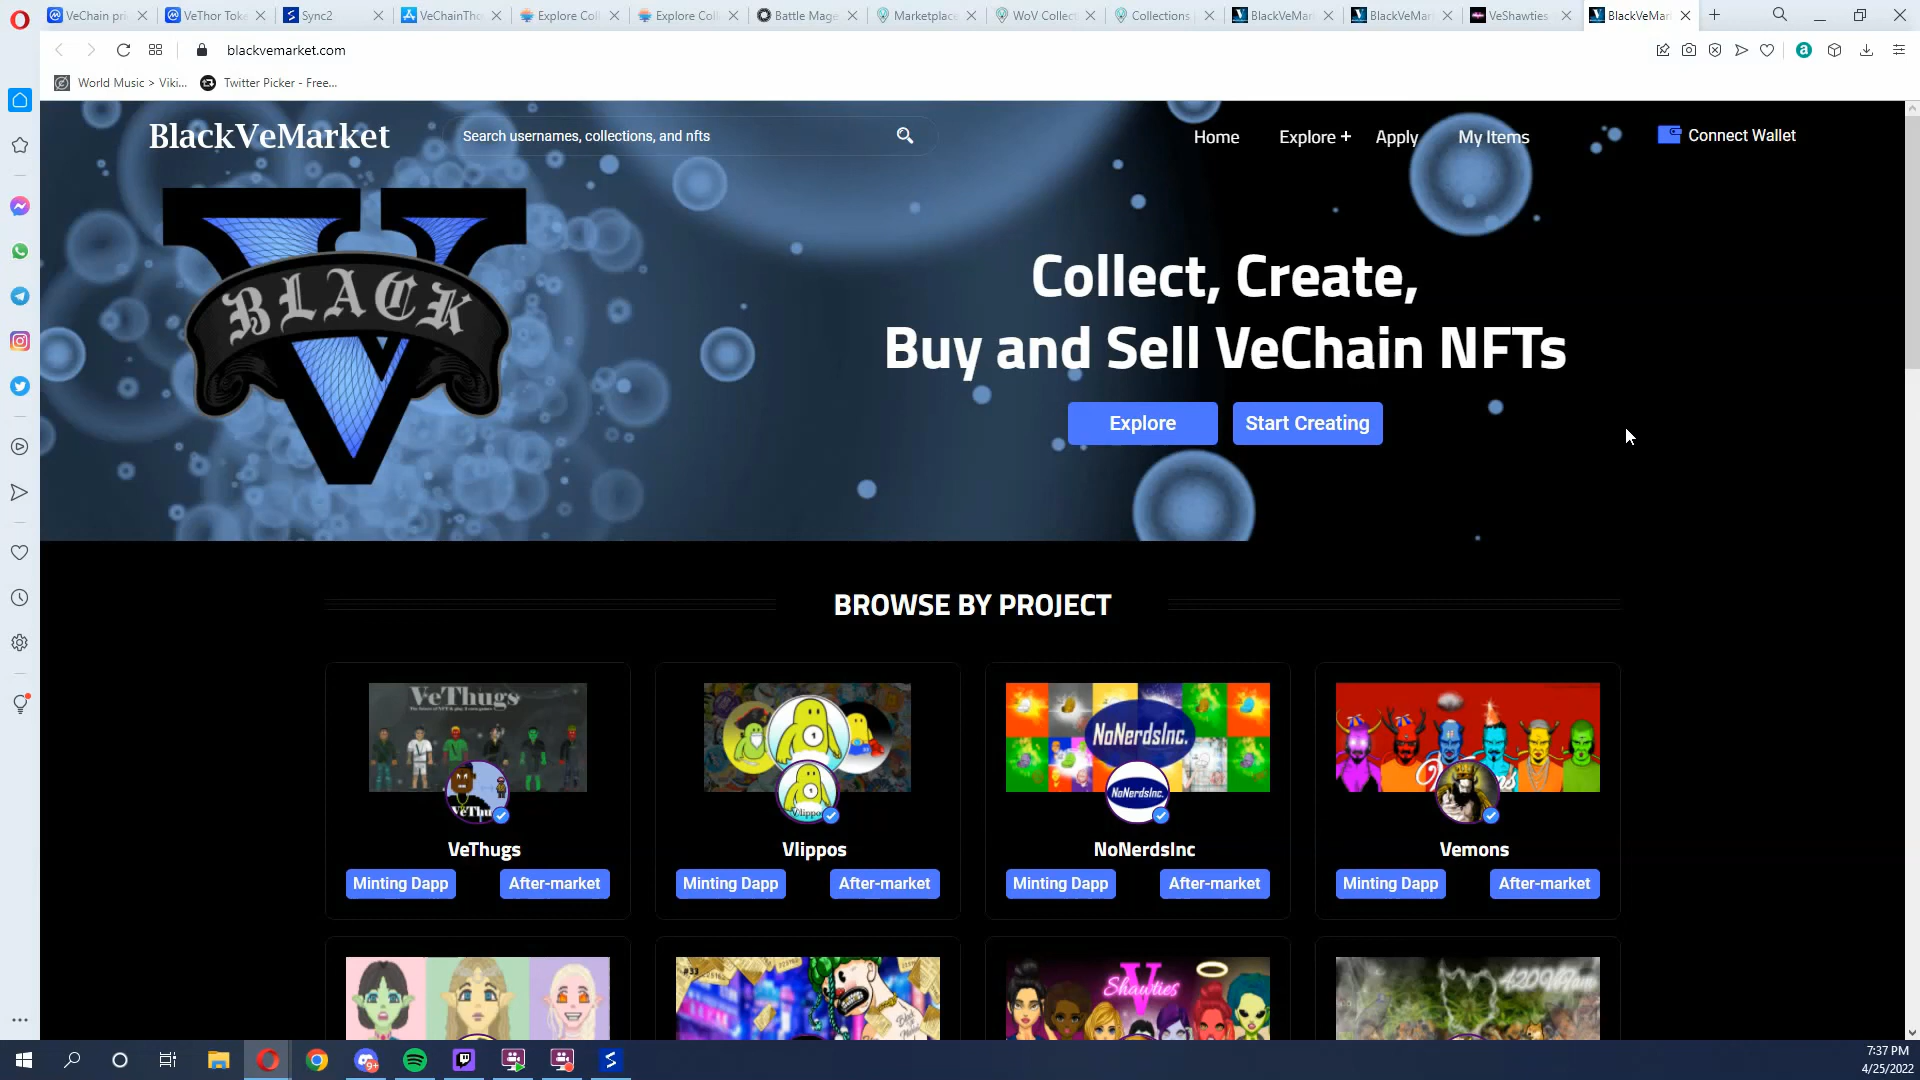 VeChain pri
VeThor Tok
Sync2
VeChainTho
Explore Coll
Explore Coll
Battle Mage
Marketplace
WoV Collect
Collections
BlackVeMar
BlackVeMar
VeShawties
BlackVeMar
blackvemarket.com
World Music > Viki...
Twitter Picker - Free...
BlackVeMarket
Search usernames, collections, and nfts
Home
Explore +
Apply
My Items
Connect Wallet
BLACK
Collect, Create,
Buy and Sell VeChain NFTs
Explore
Start Creating
BROWSE BY PROJECT
VeThugs
NoNerdsInc.
NoNerdsInc.
VeThugs
Vlippos
NoNerdsInc
Vemons
Minting Dapp
After-market
Minting Dapp
After-market
Minting Dapp
After-market
Minting Dapp
After-market
#33
V
Shawties
7:37 PM
4/25/2022